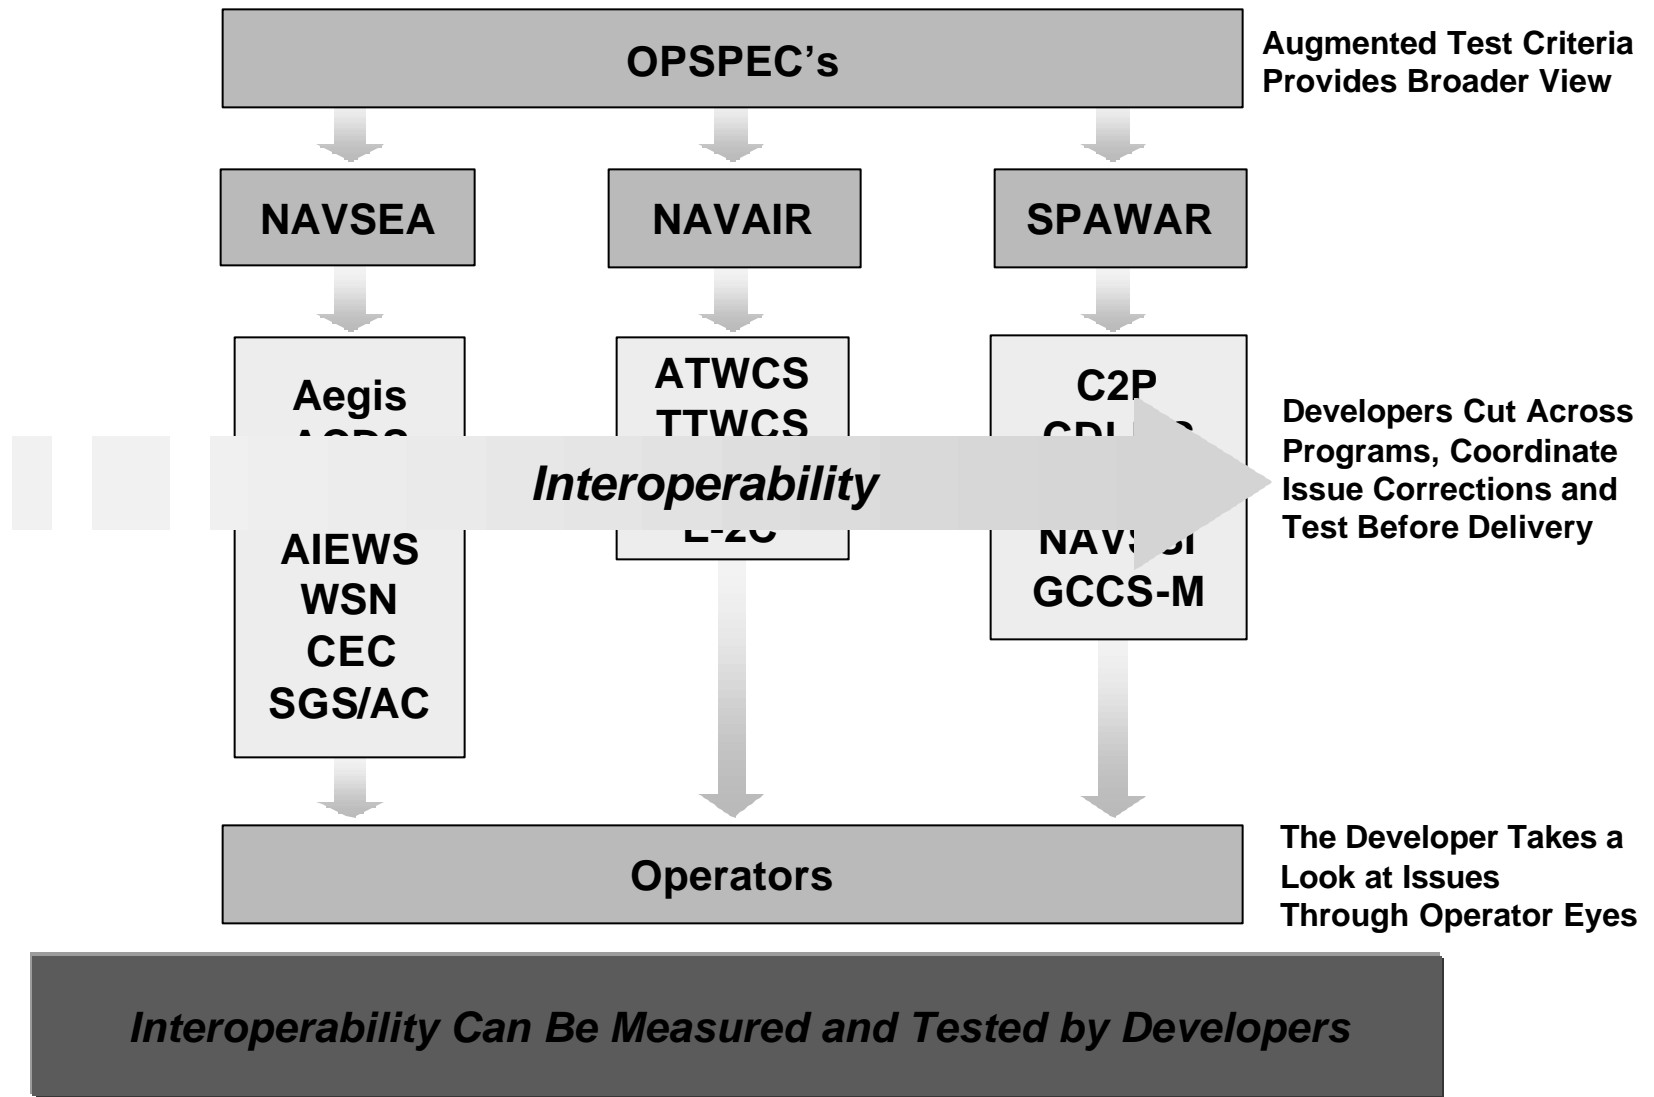 OPSPEC's
Augmented Test Criteria
Provides Broader View
NAVSEA
NAVAIR
SPAWAR
Aegis
AIEWS
WSN
CEC
SGS/AC
ATWCS
TTWCS
E-2C
C2P
GCCS-M
Interoperability
Developers Cut Across
Programs, Coordinate
Issue Corrections and
Test Before Delivery
Operators
The Developer Takes a
Look at Issues
Through Operator Eyes
Interoperability Can Be Measured and Tested by Developers